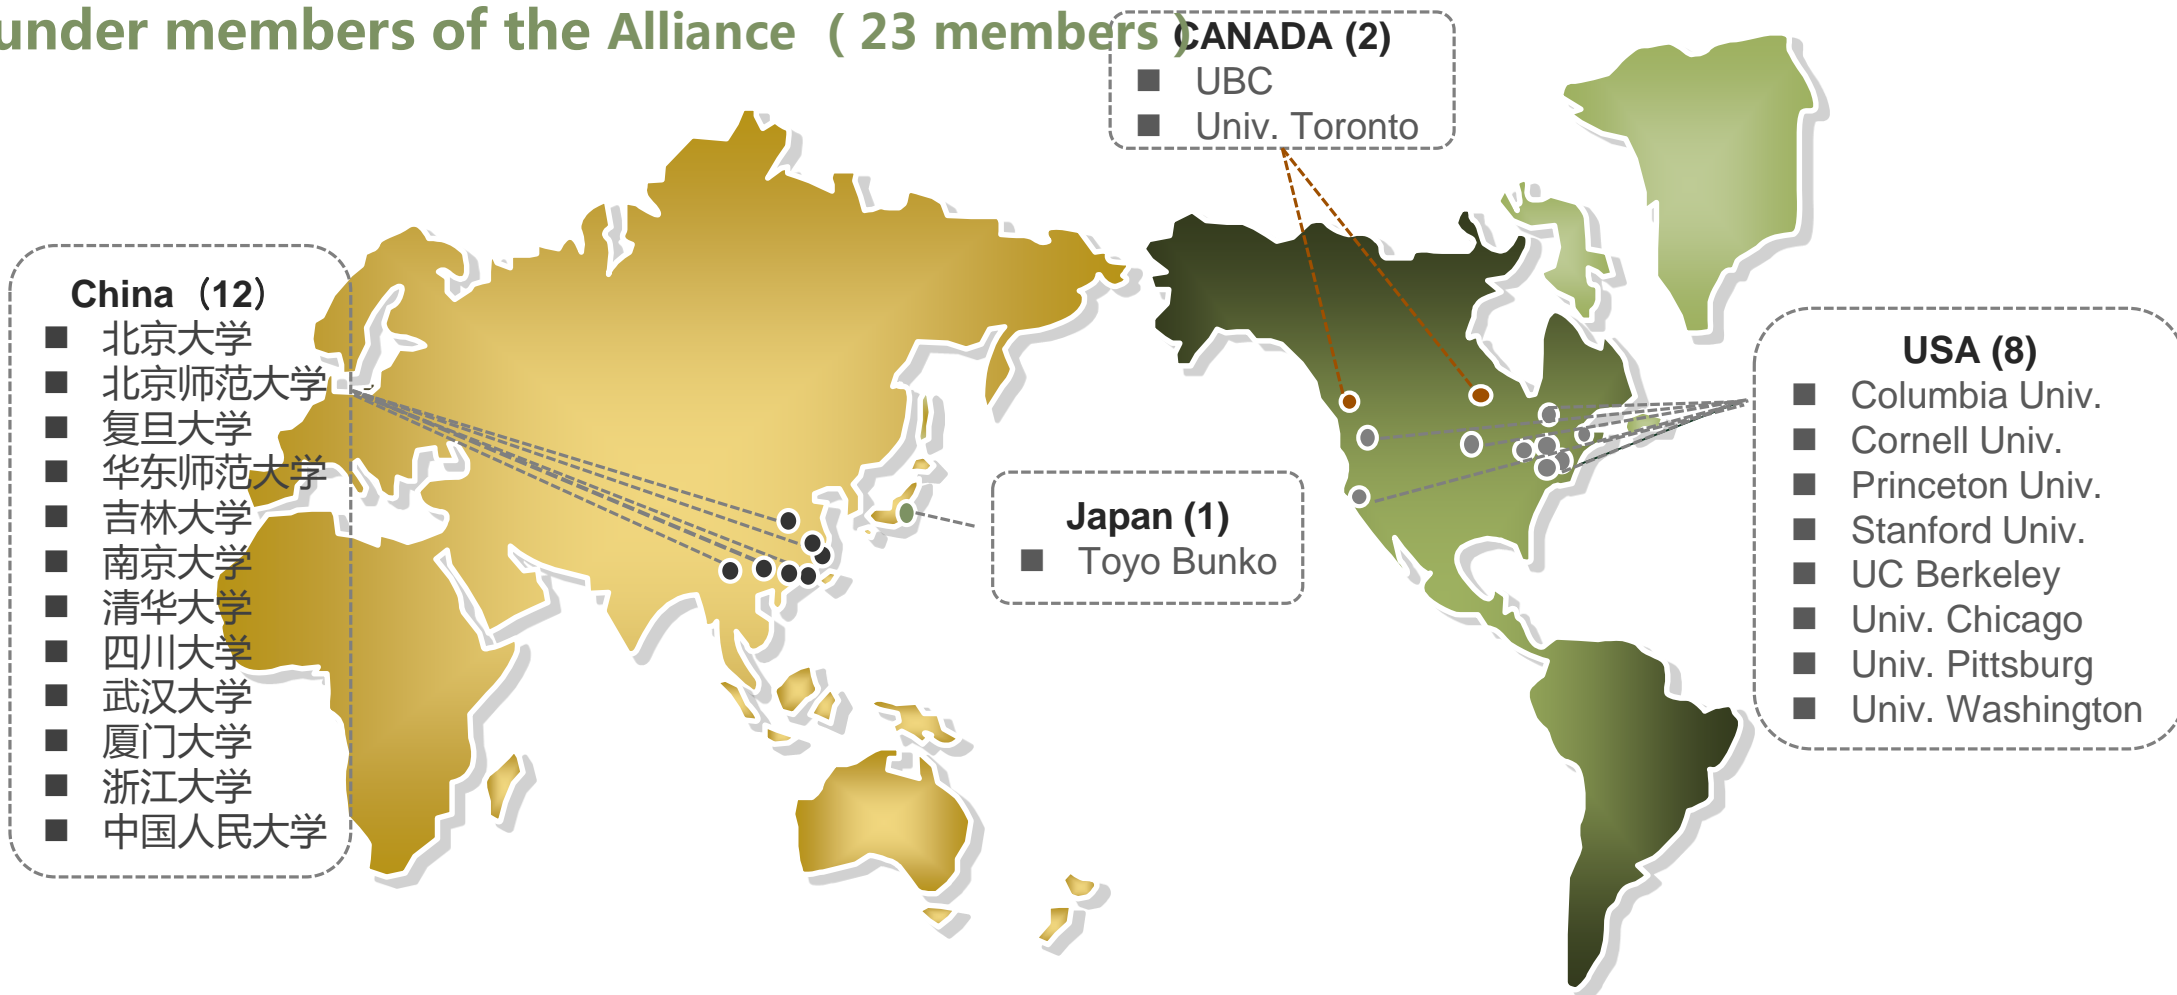 under members of the Alliance ( 23 members )
CANADA (2)
UBC
Univ. Toronto
China（12）
北京大学
北京师范大学
复旦大学
华东师范大学
吉林大学
南京大学
清华大学
四川大学
武汉大学
厦门大学
浙江大学
中国人民大学
Japan (1)
Toyo Bunko
USA (8)
Columbia Univ.
Cornell Univ.
Princeton Univ.
Stanford Univ.
UC Berkeley
Univ. Chicago
Univ. Pittsburg
Univ. Washington